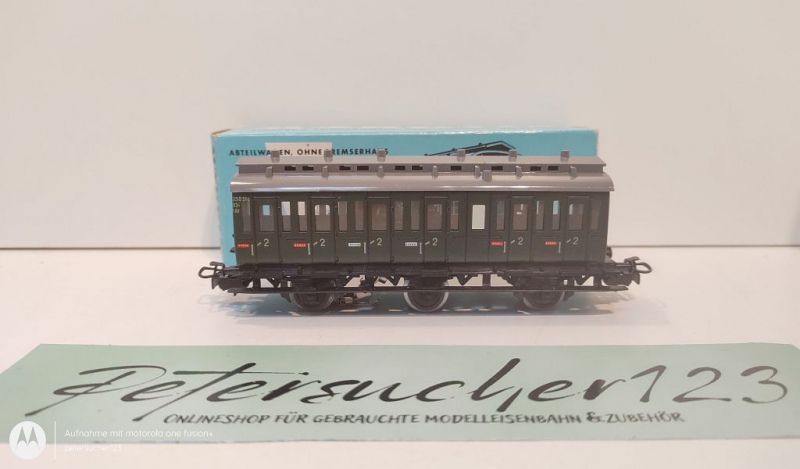 ABTEILWAGEN, OHNE BREMSERHAUS
2 2 2 2 2 2
Petersucher123
ONLINESHOP FÜR GEBRAUCHTE MODELLEISENBAHN & ZUBEHÖR
Aufnahme mit motorola one fusion+
petersucher123